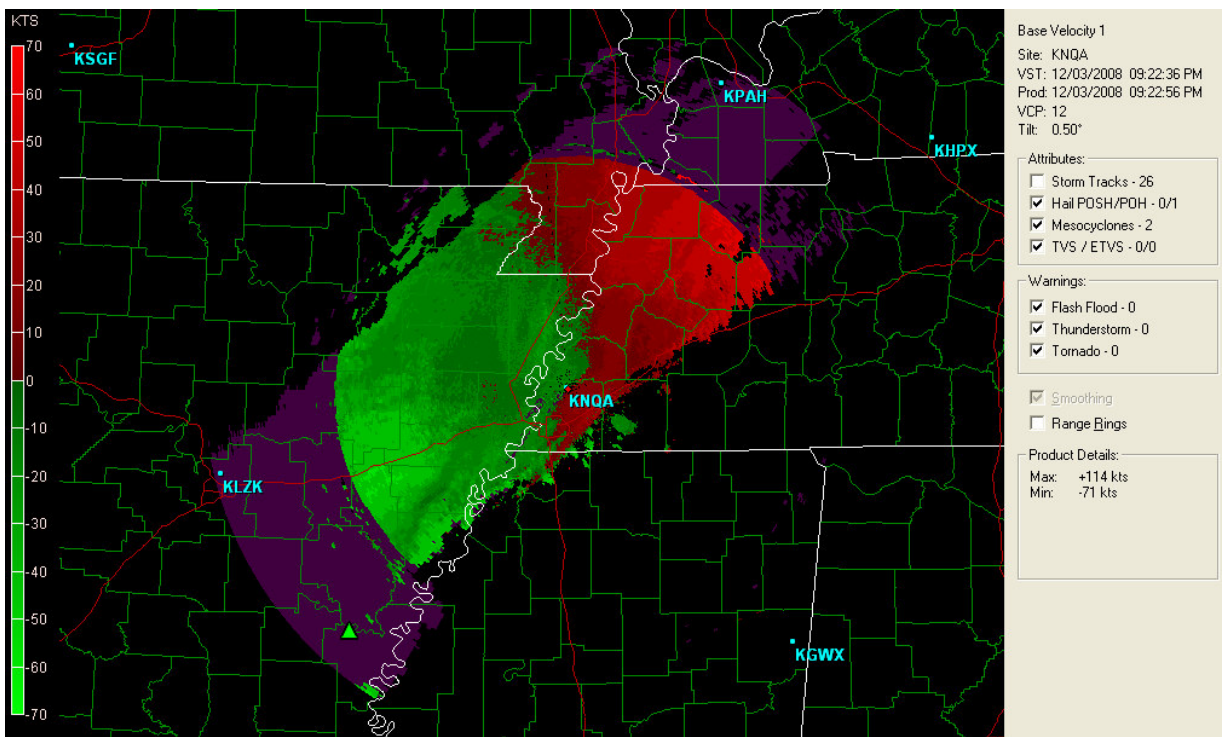 KTS
70
60
50
40
30
20
10
0
-10
-20
-30
-40
-50
-60
-70
KSGF
KPAH
KHPX
KNQA
KLZK
KGWX
Base Velocity 1
Site: KNQA
VST: 12/03/2008 09:22:36 PM
Prod: 12/03/2008 09:22:56 PM
VCP: 12
Tilt: 0.50°
Attributes:
Storm Tracks - 26
Hail POSH/POH - 0/1
Mesocyclones - 2
TVS / ETVS - 0/0
Warnings:
Flash Flood - 0
Thunderstorm - 0
Tornado - 0
Smoothing
Range Rings
Product Details:
Max: +114 kts
Min: -71 kts